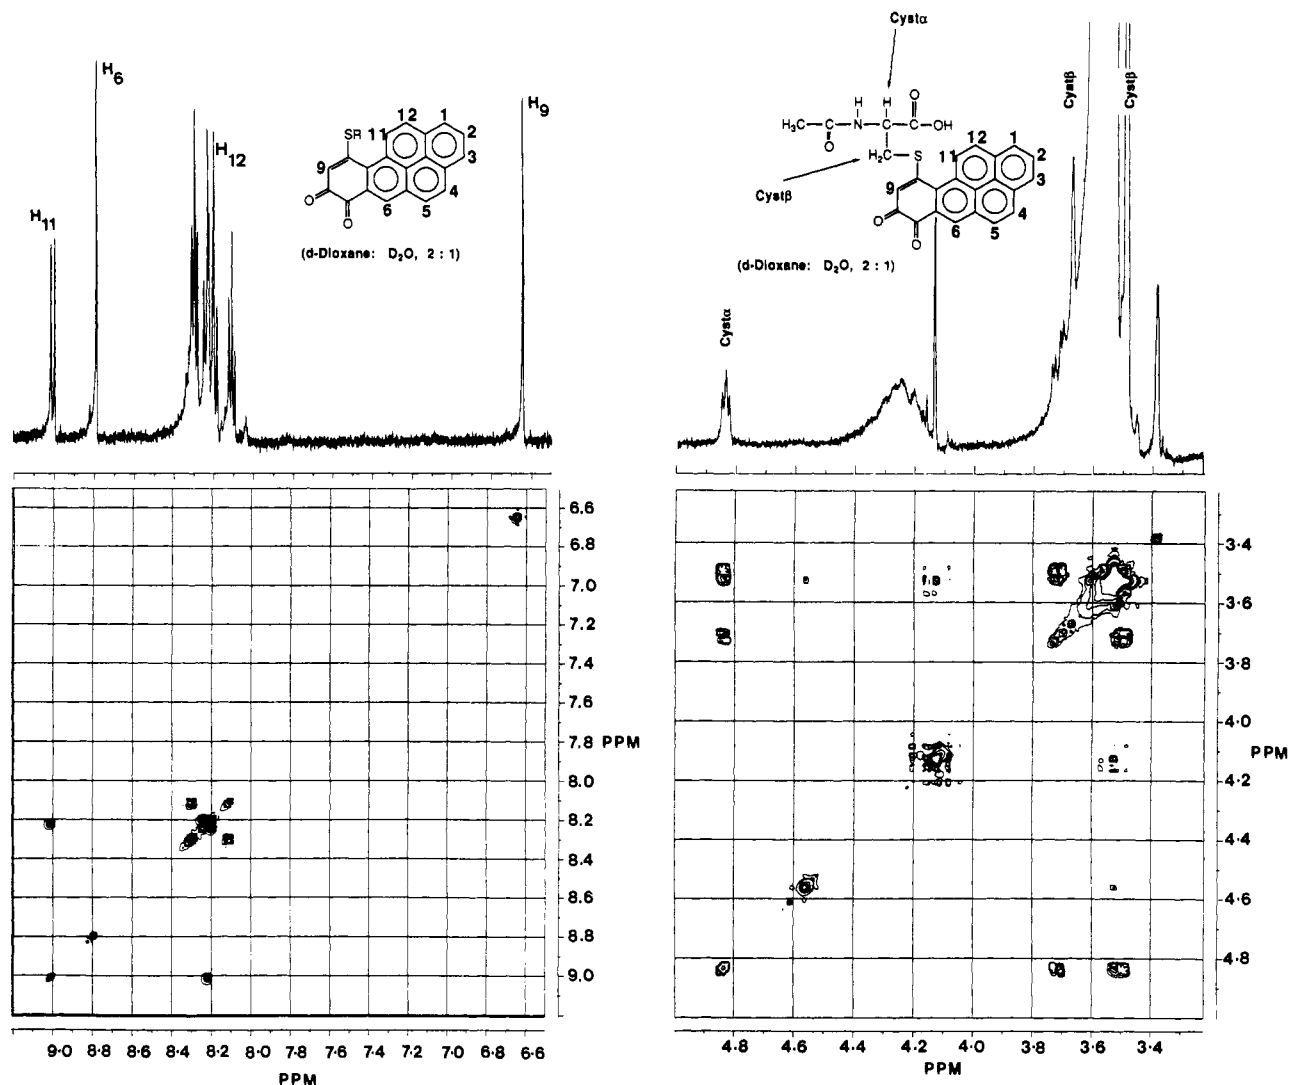 H6
H11
H12
H9
SR
11
12
1
2
3
9
4
O
O
6
5
(d-Dioxane: D2O, 2 : 1)
Cystα
H
H
O
H3C—C—N—C—C—OH
O
H2C—S
Cystβ
11
12
1
2
3
9
4
O
O
6
5
(d-Dioxane: D2O, 2 : 1)
Cystα
Cystβ
Cystβ
6.6
6.8
7.0
7.2
7.4
7.6
7.8
PPM
8.0
8.2
8.4
8.6
8.8
9.0
9.0 8.8 8.6 8.4 8.2 8.0 7.8 7.6 7.4 7.2 7.0 6.8 6.6
PPM
3.4
3.6
3.8
4.0
PPM
4.2
4.4
4.6
4.8
4.8 4.6 4.4 4.2 4.0 3.8 3.6 3.4
PPM